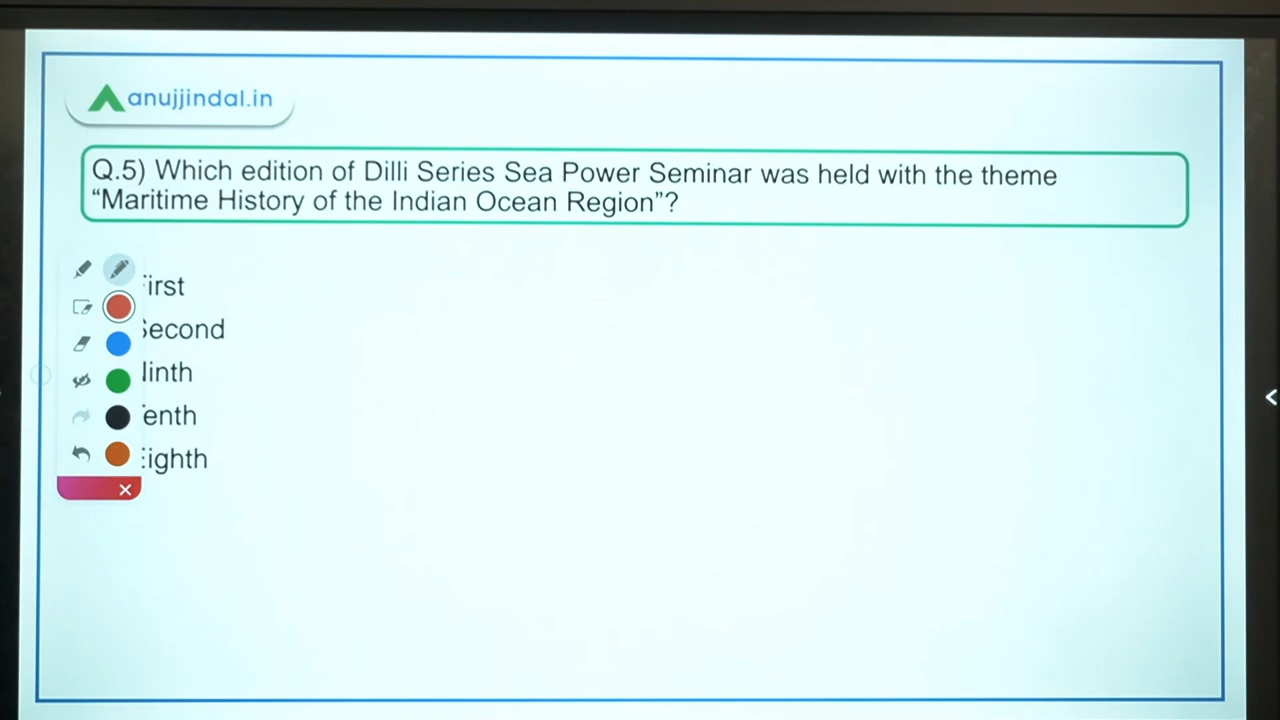 anujjindal.in
Q.5) Which edition of Dilli Series Sea Power Seminar was held with the theme
“Maritime History of the Indian Ocean Region”?
irst
econd
inth
enth
ighth